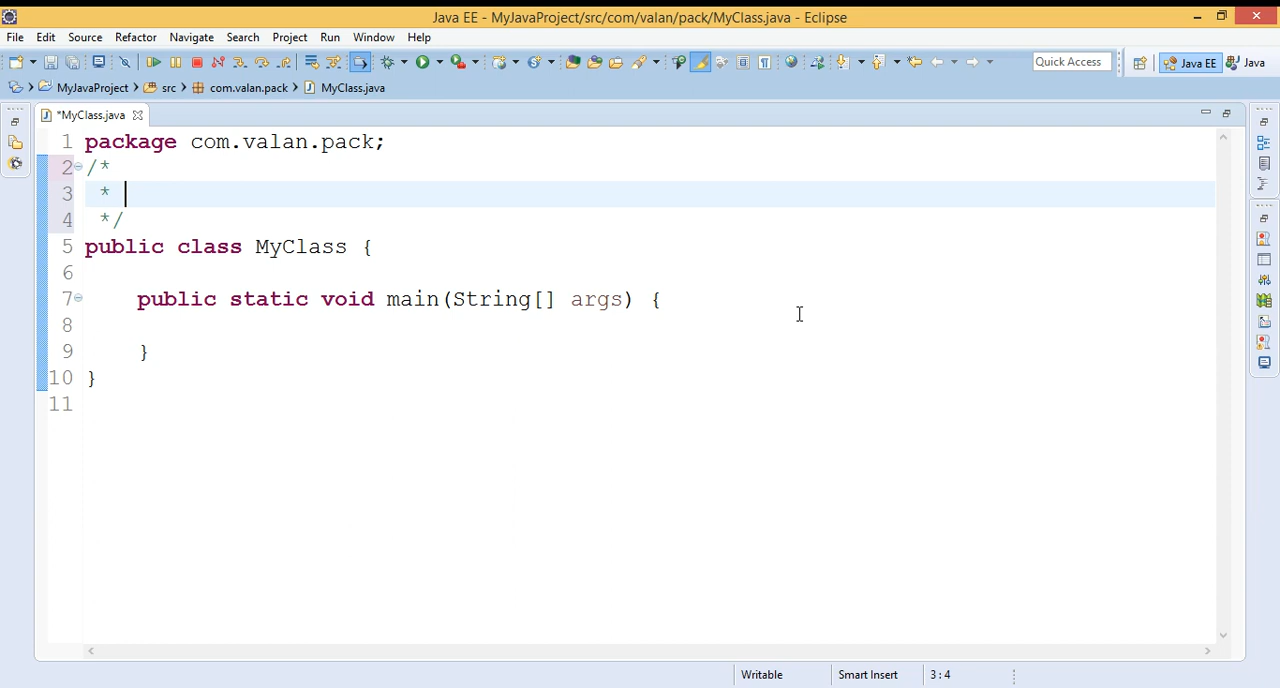 Java EE - MyJavaProject/src/com/valan/pack/MyClass.java - Eclipse
File Edit Source Refactor Navigate Search Project Run Window Help
Quick Access Java EE Java
MyJavaProject src com.valan.pack MyClass.java
*MyClass.java
1 package com.valan.pack;
2 /*
3 *
4 */
5 public class MyClass {
6
7 public static void main(String[] args) {
8
9 }
10 }
11
Writable Smart Insert 3:4